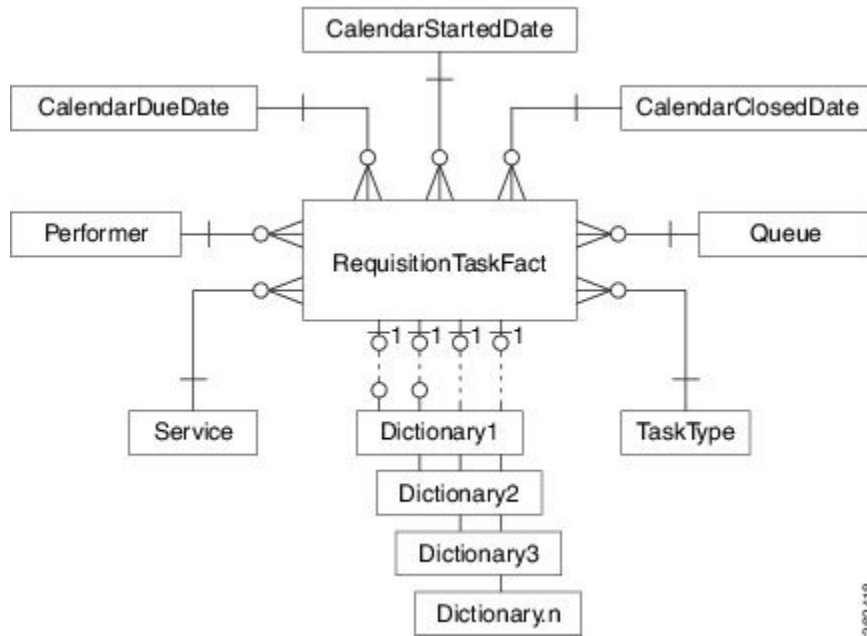 CalendarStartedDate
CalendarDueDate
CalendarClosedDate
Performer
RequisitionTaskFact
Queue
1 1 1 1
Service
Dictionary1
TaskType
Dictionary2
Dictionary3
Dictionary.n